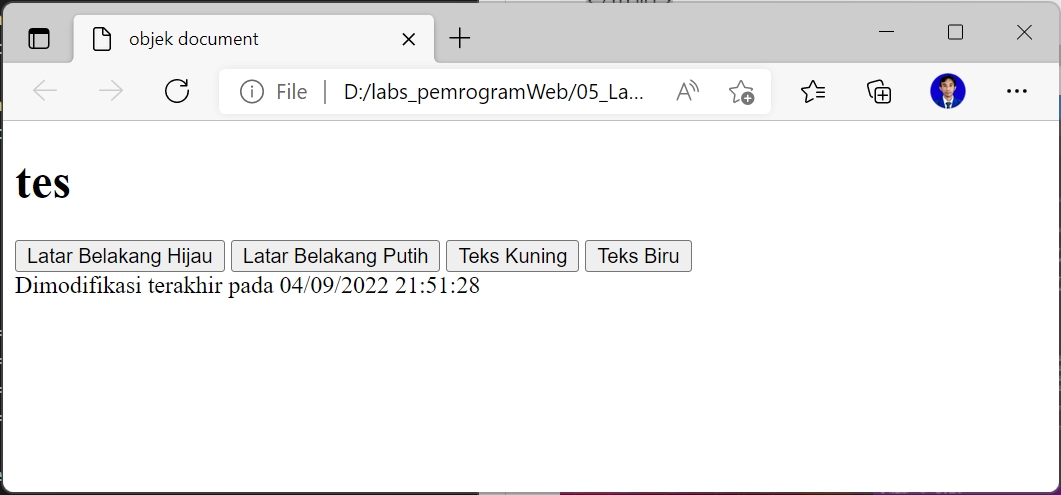 objek document
File
D:/labs_pemrogramWeb/05_La...
tes
Latar Belakang Hijau Latar Belakang Putih Teks Kuning Teks Biru
Dimodifikasi terakhir pada 04/09/2022 21:51:28